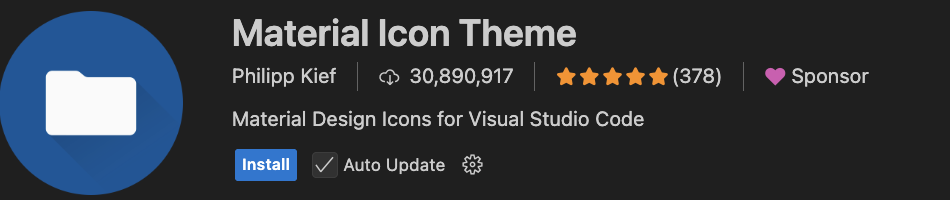 Material Icon Theme
Philipp Kief 30,890,917 (378) Sponsor
Material Design Icons for Visual Studio Code
Install Auto Update